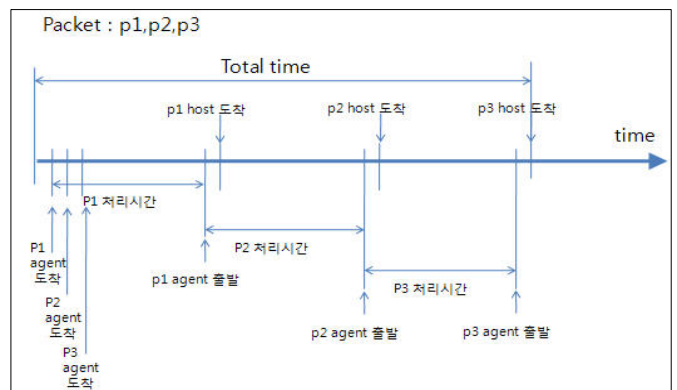 Packet : p1,p2,p3
Total time
p1 host 도착
p2 host 도착
p3 host 도착
time
P1 처리시간
P2 처리시간
P3 처리시간
P1
agent
도착
P2
agent
도착
P3
agent
도착
p1 agent 출발
p2 agent 출발
p3 agent 출발